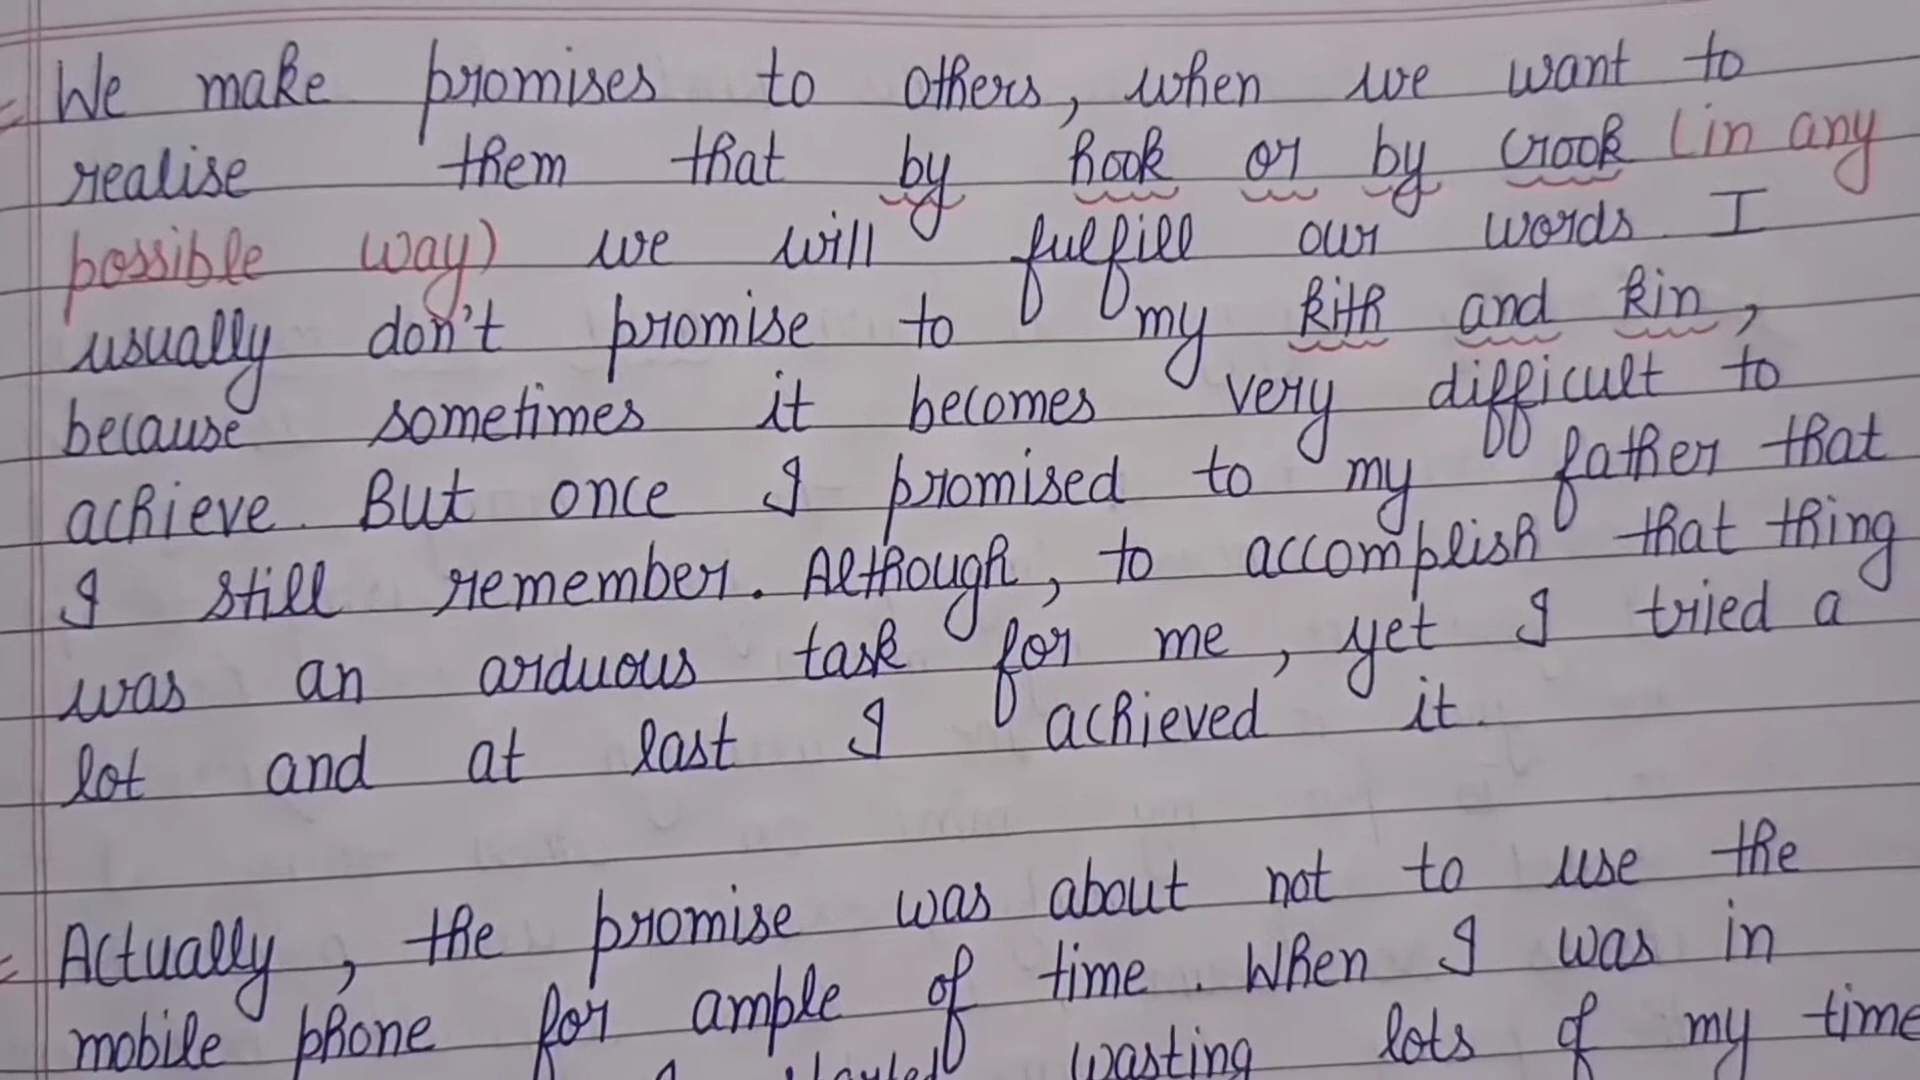 We make promises to others, when we want to
realise them that by hook or by crook (in any
possible way) we will fulfill our words. I
usually don't promise to my kith and kin,
because sometimes it becomes very difficult to
achieve. But once I promised to my father that
I still remember. Although, to accomplish that thing
was an arduous task for me, yet I tried a
lot and at last I achieved it.
Actually, the promise was about not to use the
mobile phone for ample of time. When I was in
wasting lots of my time